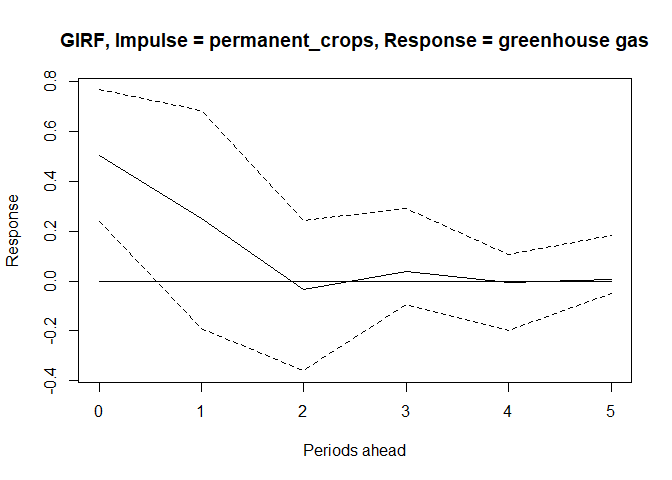 GIRF, Impulse = permanent_crops, Response = greenhouse gas
Response
0.8
0.6
0.4
0.2
0.0
-0.2
-0.4
0 1 2 3 4 5
Periods ahead